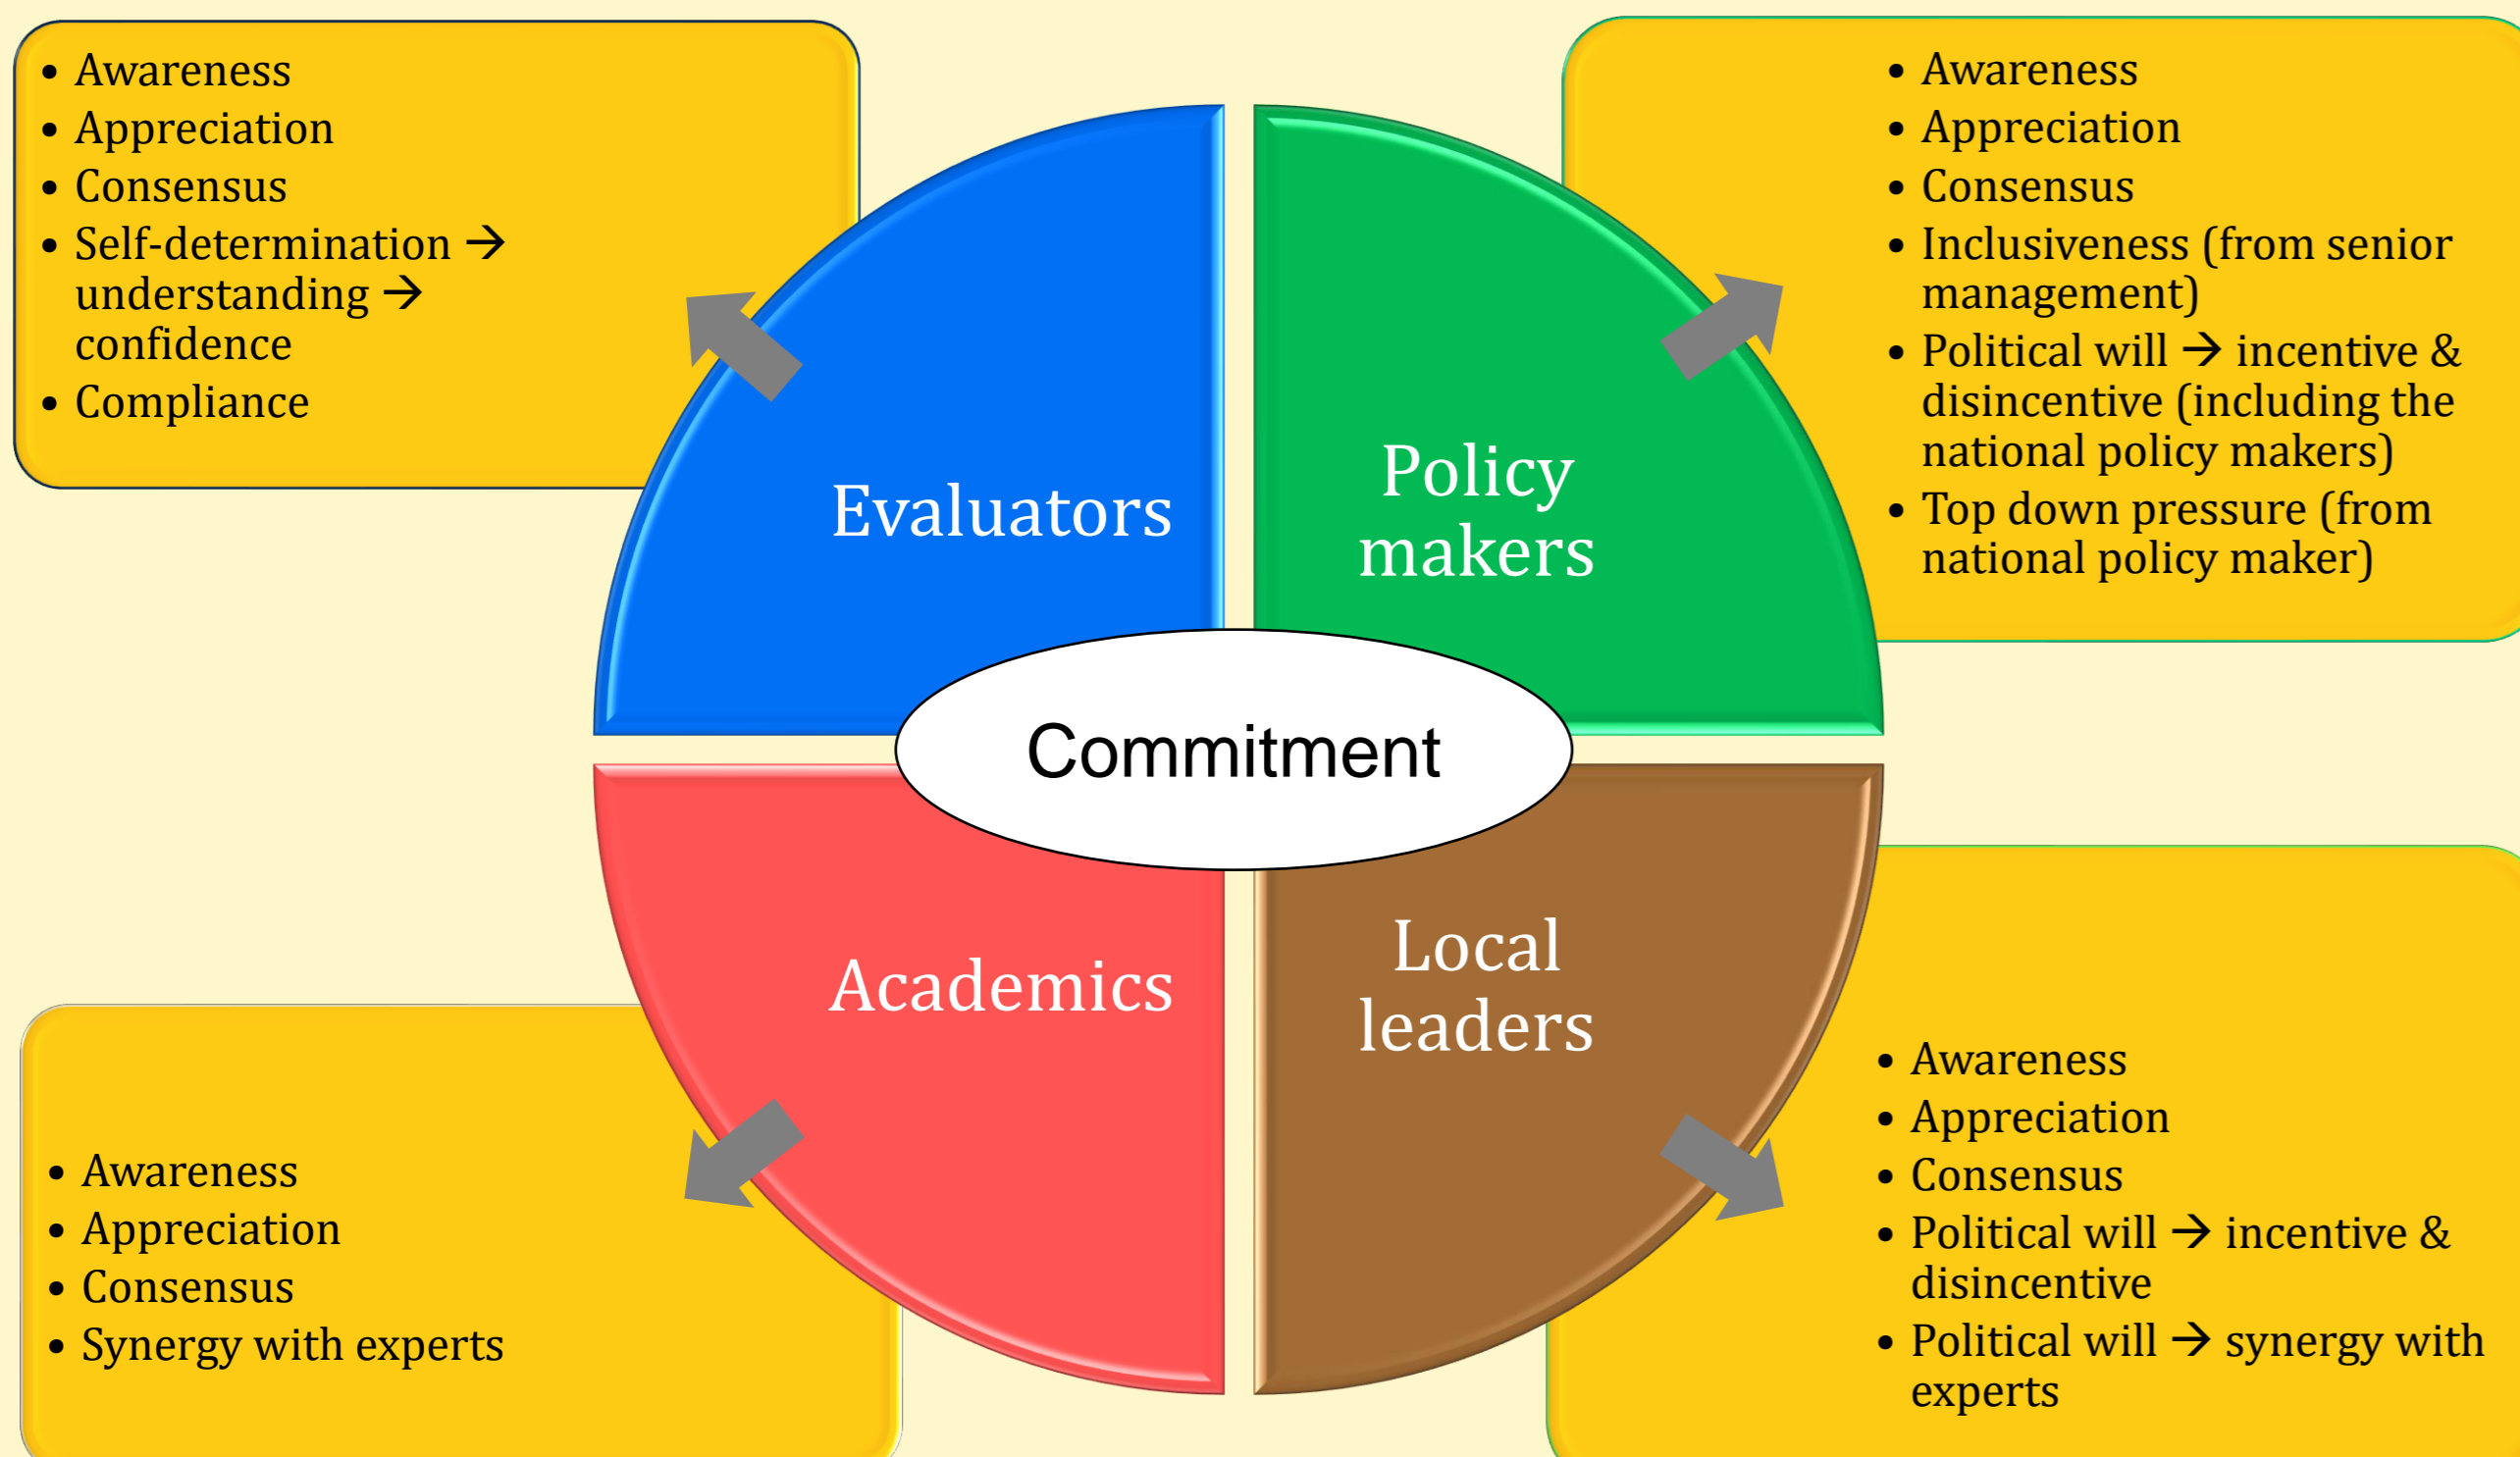 • Awareness
• Appreciation
• Consensus
• Self-determination →
understanding →
confidence
• Compliance
• Awareness
• Appreciation
• Consensus
• Inclusiveness (from senior
management)
• Political will → incentive &
disincentive (including the
national policy makers)
• Top down pressure (from
national policy maker)
Evaluators
Policy
makers
Commitment
Academics
Local
leaders
• Awareness
• Appreciation
• Consensus
• Synergy with experts
• Awareness
• Appreciation
• Consensus
• Political will → incentive &
disincentive
• Political will → synergy with
experts